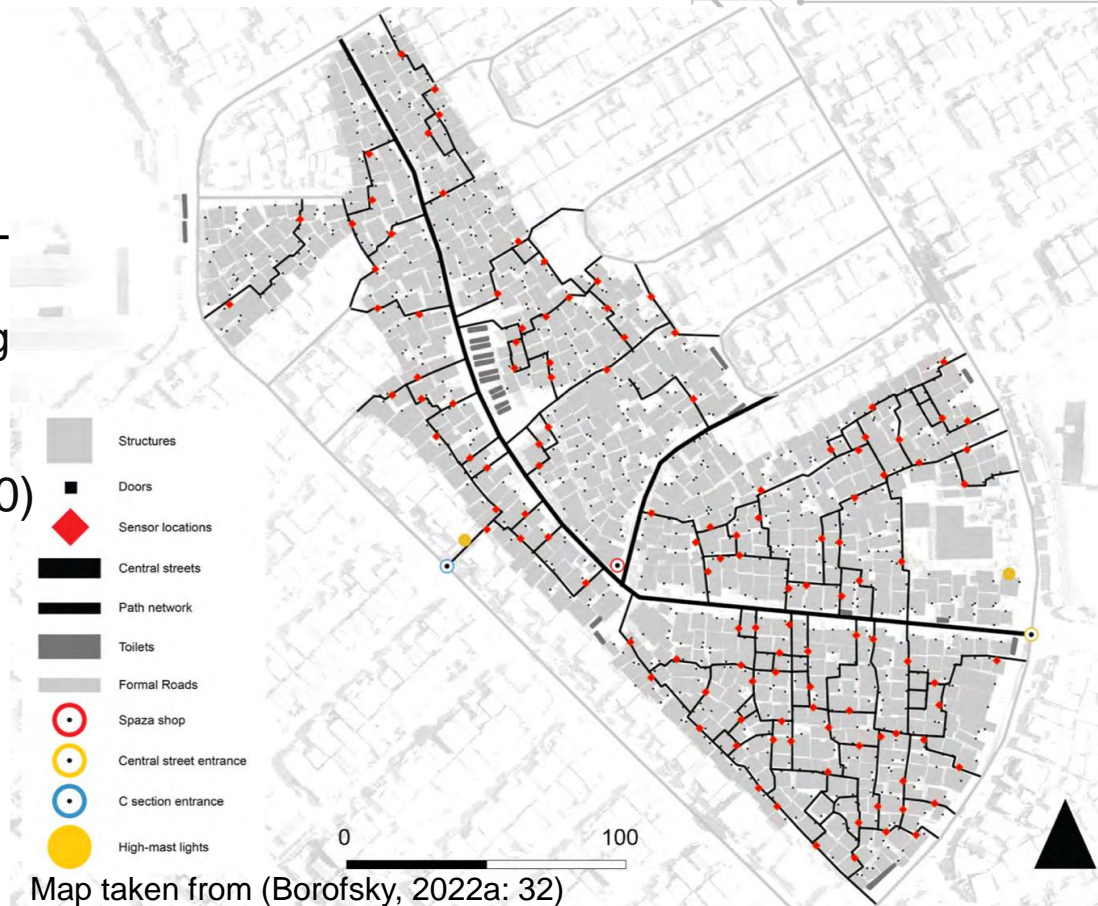 g
0)
Structures
Doors
Sensor locations
Central streets
Path network
Toilets
Formal Roads
Spaza shop
Central street entrance
C section entrance
High-mast lights
0 100
Map taken from (Borofsky, 2022a: 32)